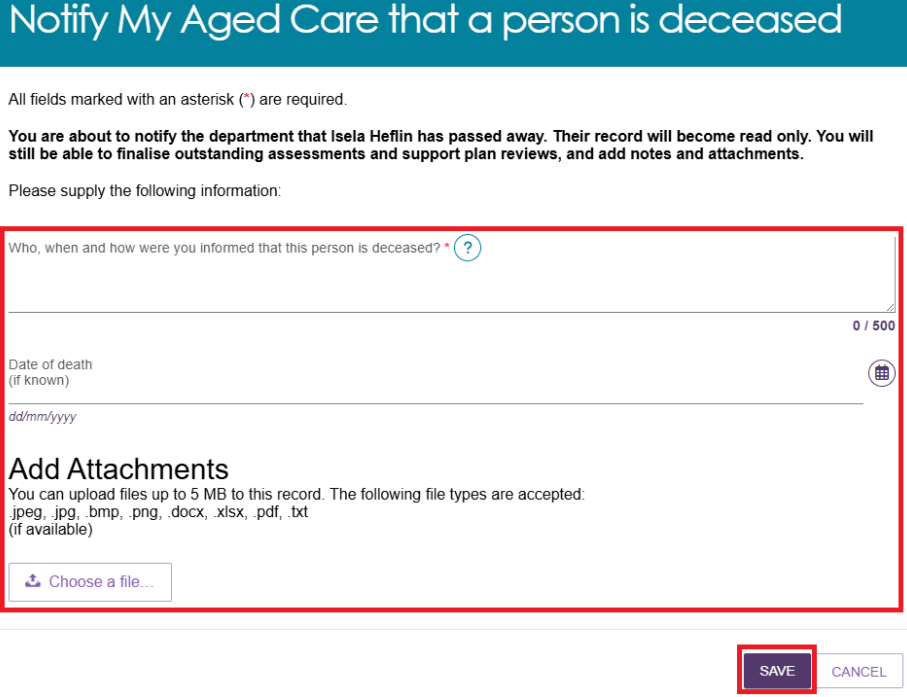 Notify My Aged Care that a person is deceased
All fields marked with an asterisk (*) are required.
You are about to notify the department that Isela Heflin has passed away. Their record will become read only. You will
still be able to finalise outstanding assessments and support plan reviews, and add notes and attachments.
Please supply the following information:
Who, when and how were you informed that this person is deceased? * ?
0 / 500
Date of death
(if known)
dd/mm/yyyy
Add Attachments
You can upload files up to 5 MB to this record. The following file types are accepted:
.jpeg, .jpg, .bmp, .png, .docx, .xlsx, .pdf, .txt
(if available)
Choose a file...
SAVE CANCEL